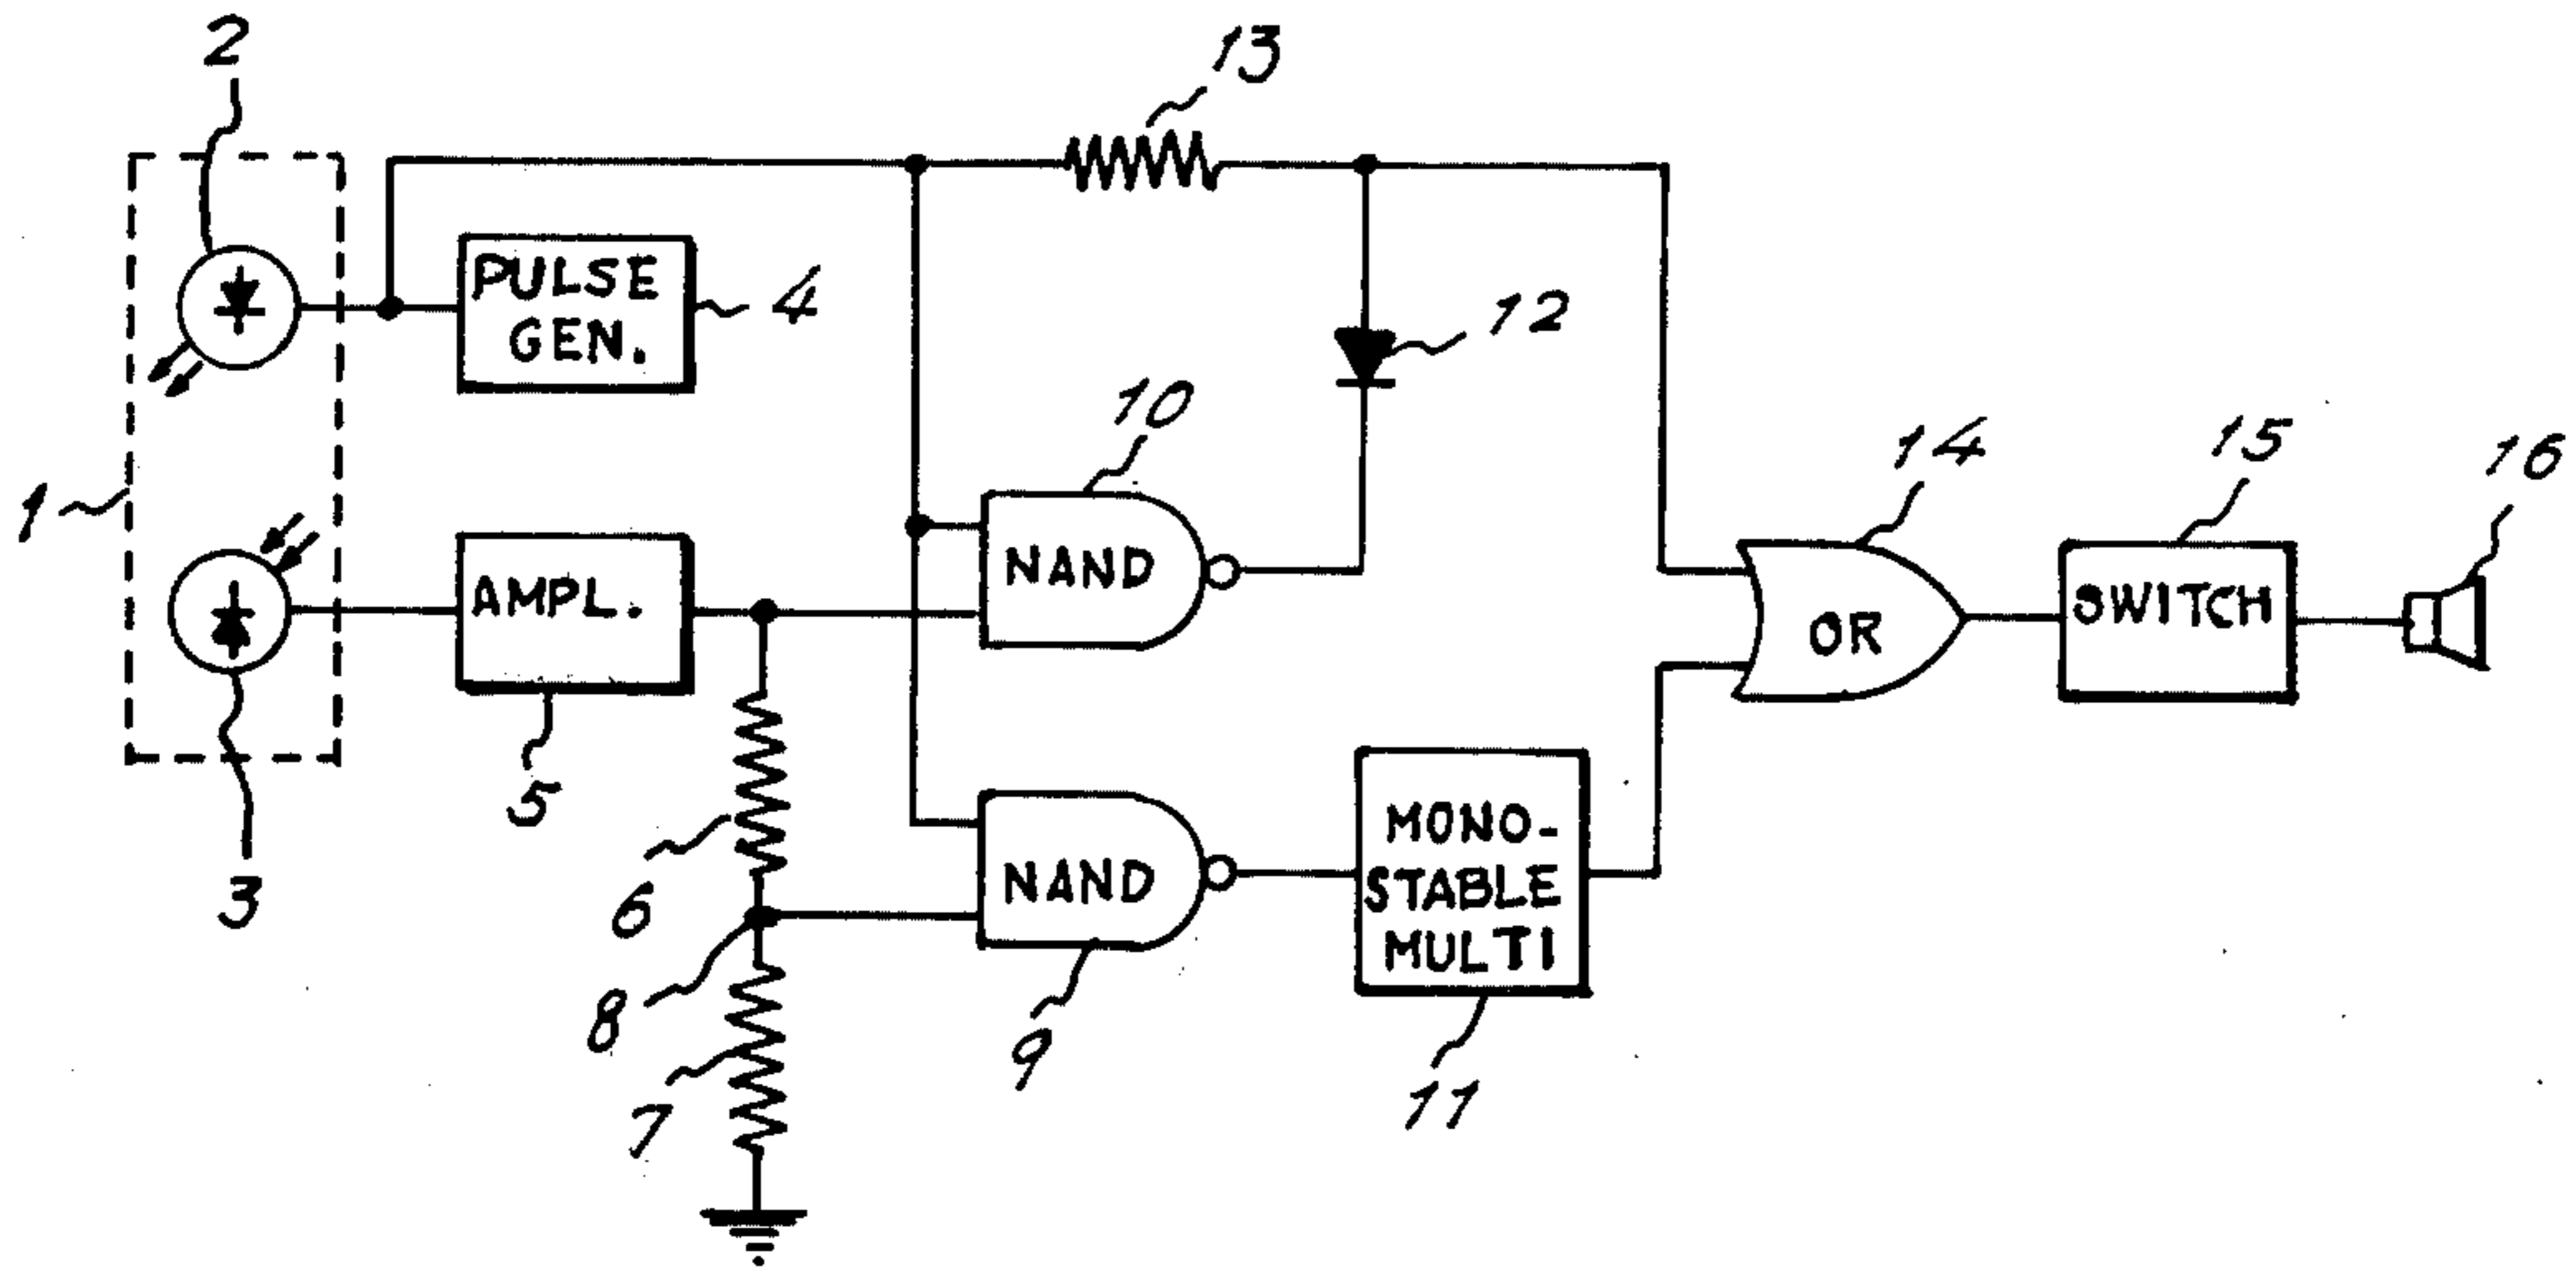 2
13
PULSE
GEN.
4
12
10
14
15
16
1
NAND
AMPL.
SWITCH
OR
5
3
6
NAND
MONO-
STABLE
MULTI
8
9
7
11